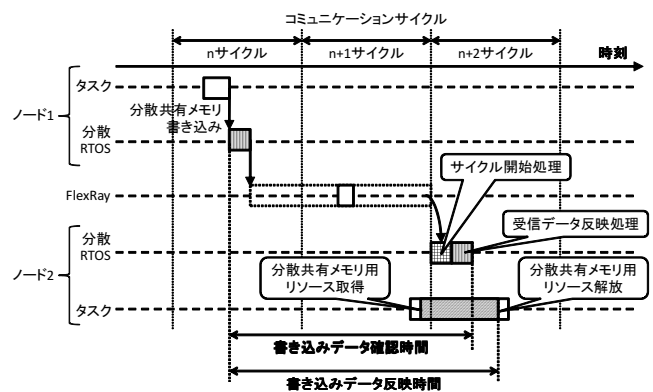 コミュニケーションサイクル
nサイクル
n+1サイクル
n+2サイクル
時刻
ノード1
タスク
分散共有メモリ
書き込み
分散
RTOS
FlexRay
サイクル開始処理
受信データ反映処理
ノード2
分散
RTOS
分散共有メモリ用
リソース取得
分散共有メモリ用
リソース解放
タスク
書き込みデータ確認時間
書き込みデータ反映時間